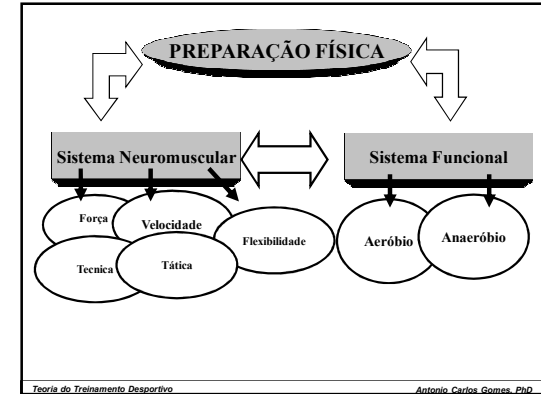 PREPARAÇÃO FÍSICA
Sistema Neuromuscular
Sistema Funcional
Força
Velocidade
Flexibilidade
Tecnica
Tática
Aeróbio
Anaeróbio
Teoria do Treinamento Desportivo
Antonio Carlos Gomes, PhD